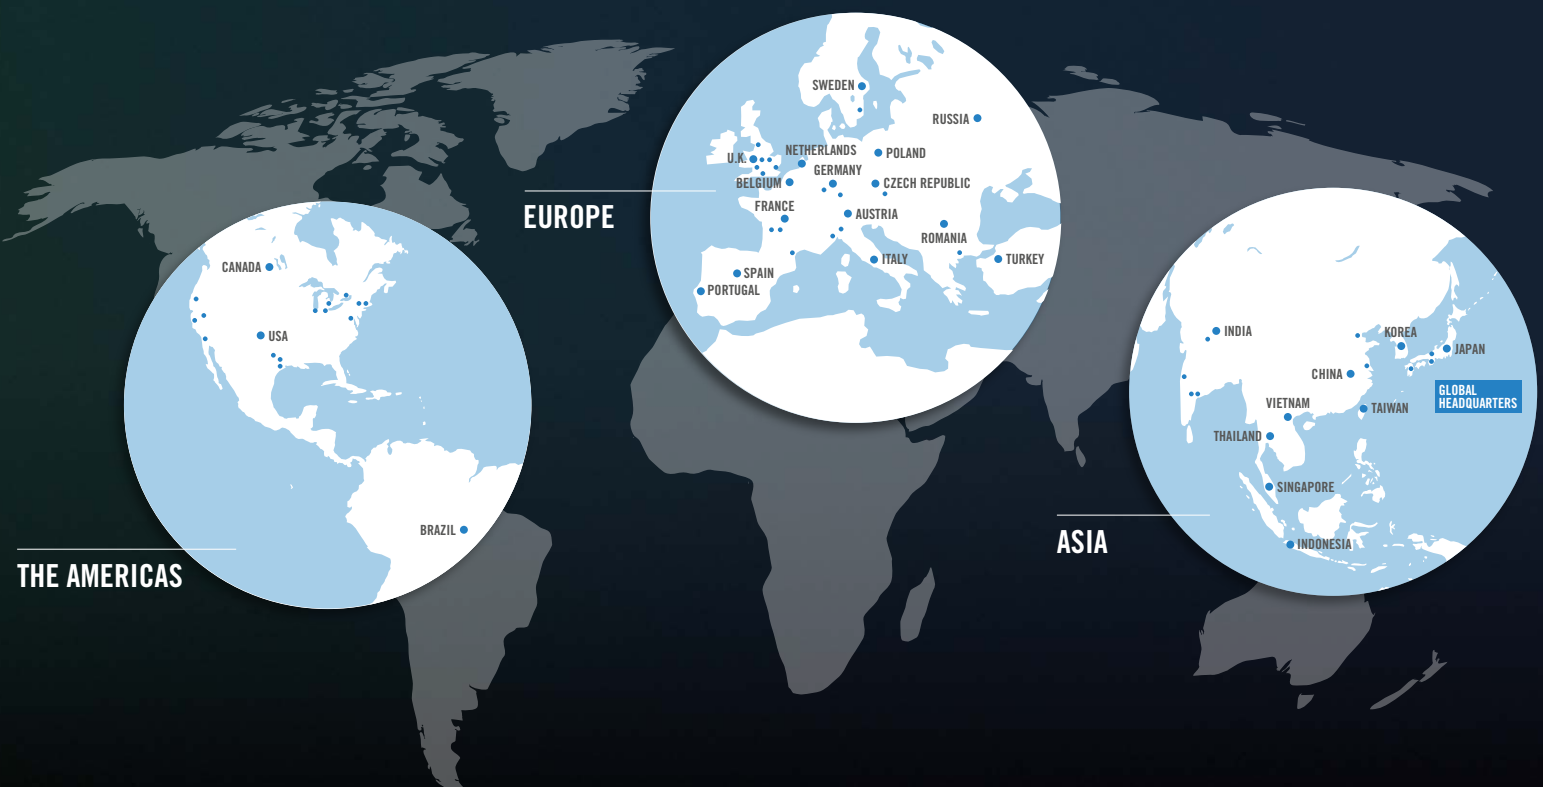 THE AMERICAS
CANADA
USA
BRAZIL
EUROPE
SWEDEN
RUSSIA
U.K.
NETHERLANDS
POLAND
GERMANY
BELGIUM
CZECH REPUBLIC
FRANCE
AUSTRIA
ROMANIA
ITALY
TURKEY
SPAIN
PORTUGAL
ASIA
INDIA
KOREA
JAPAN
CHINA
GLOBAL
HEADQUARTERS
VIETNAM
TAIWAN
THAILAND
SINGAPORE
INDONESIA